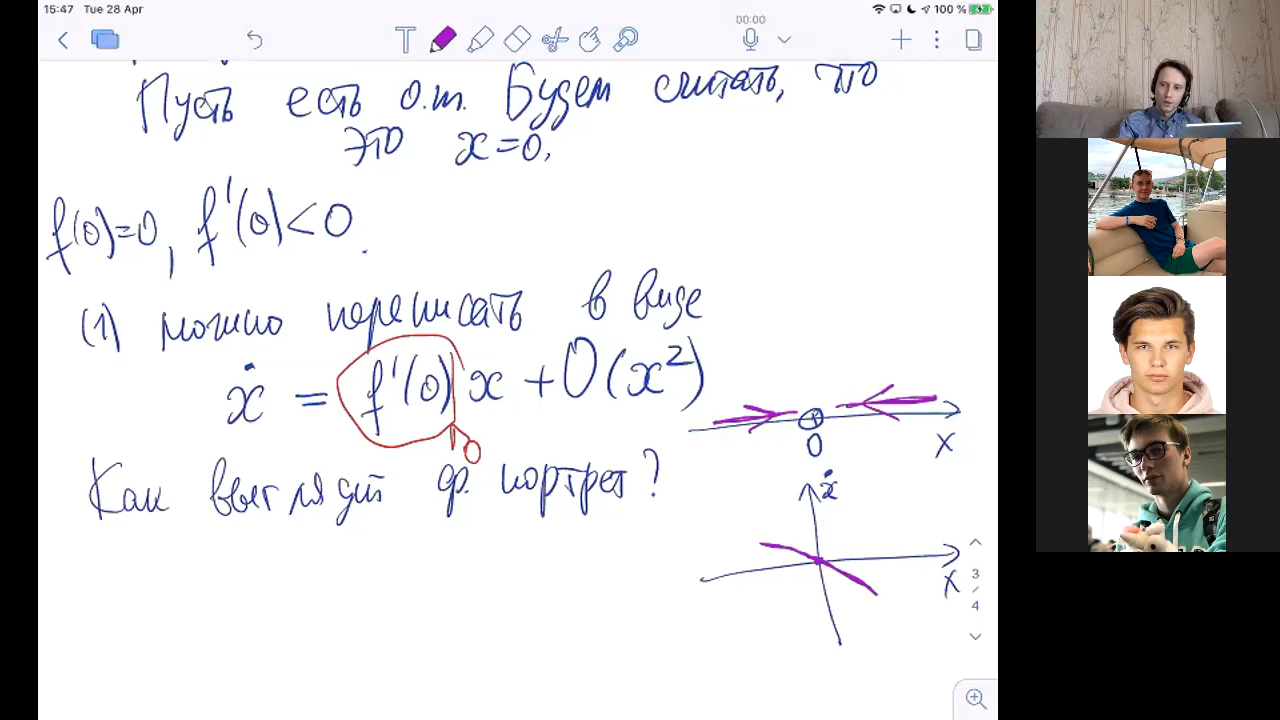 15:47 Tue 28 Apr
100 %
00:00
Пусть есть о.т. Будем считать, что
это x=0.
f(0)=0, f'(0)<0.
(1) можно переписать в виде
ẋ = f'(0) x + O(x²)
0
0
x
Как выглядит ф. портрет?
ẋ
x
3
/
4